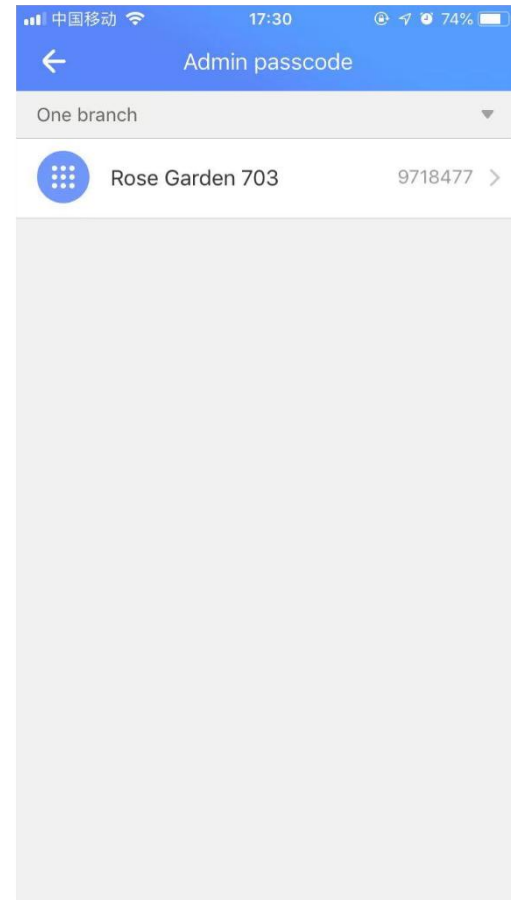 中国移动 17:30 74%
Admin passcode
One branch
Rose Garden 703 9718477